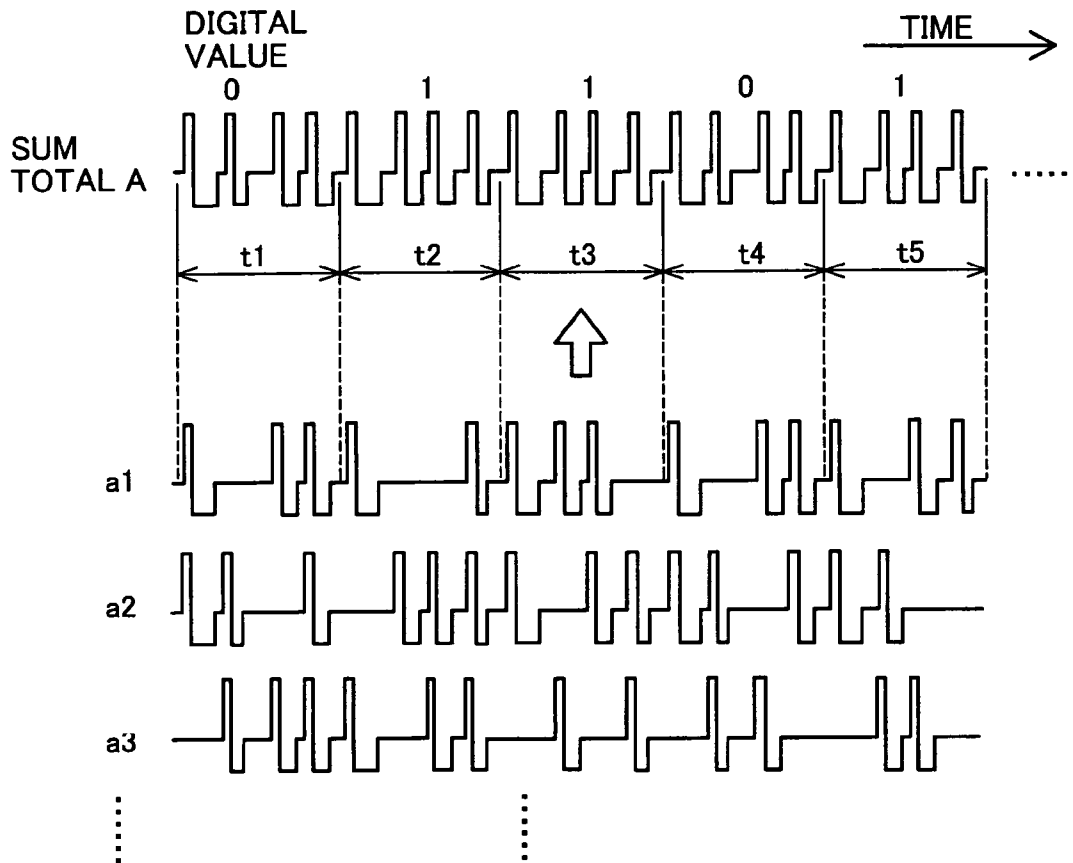 DIGITAL
VALUE
TIME
0 1 1 0 1
SUM
TOTAL A
t1 t2 t3 t4 t5
a1
a2
a3